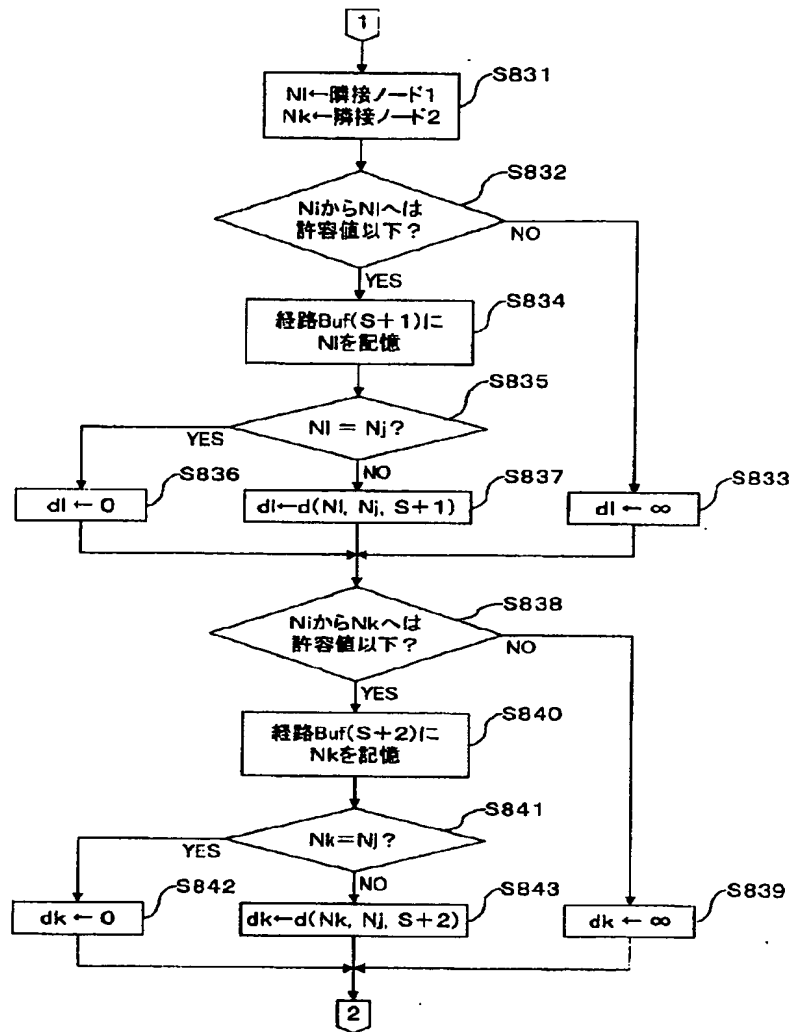 1
S831
Nl←隣接ノード1
Nk←隣接ノード2
S832
NiからNlへは
許容値以下？
NO
YES
S834
経路Buf(S+1)に
Nlを記憶
S835
Nl = Nj?
YES
NO
S836
S837
S833
dl ← 0
dl←d(Nl, Nj, S+1)
dl ← ∞
S838
NiからNkへは
許容値以下？
NO
YES
S840
経路Buf(S+2)に
Nkを記憶
S841
Nk=Nj?
YES
NO
S842
S843
S839
dk ← 0
dk←d(Nk, Nj, S+2)
dk ← ∞
2